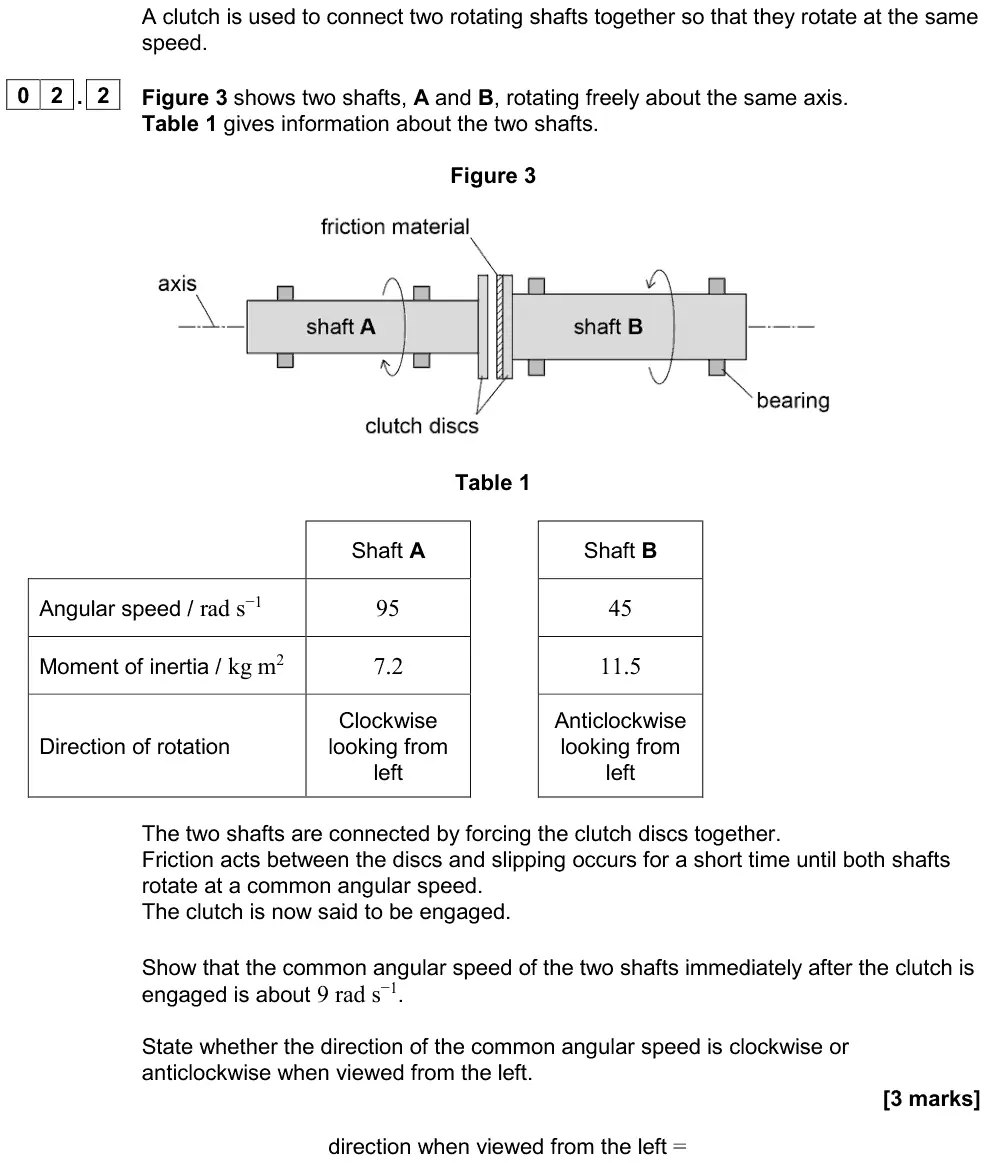 A clutch is used to connect two rotating shafts together so that they rotate at the same
speed.
0 2 . 2 Figure 3 shows two shafts, A and B, rotating freely about the same axis.
Table 1 gives information about the two shafts.
Figure 3
friction material
axis
shaft A
shaft B
bearing
clutch discs
Table 1
Shaft A Shaft B
Angular speed / rad s⁻¹ 95 45
Moment of inertia / kg m² 7.2 11.5
Direction of rotation Clockwise looking from left Anticlockwise looking from left
The two shafts are connected by forcing the clutch discs together.
Friction acts between the discs and slipping occurs for a short time until both shafts
rotate at a common angular speed.
The clutch is now said to be engaged.
Show that the common angular speed of the two shafts immediately after the clutch is
engaged is about 9 rad s⁻¹.
State whether the direction of the common angular speed is clockwise or
anticlockwise when viewed from the left.
[3 marks]
direction when viewed from the left =